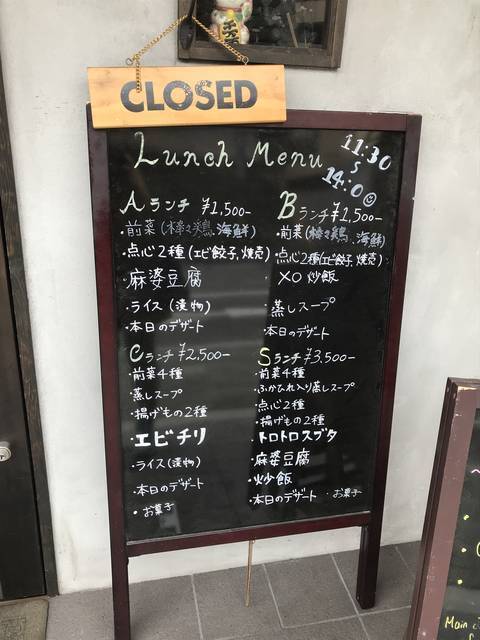 CLOSED
Lunch Menu
11:30
〜
14:00
Aランチ ¥1,500-
・前菜(棒々鶏、海鮮)
・点心2種(エビ餃子、焼売)
・麻婆豆腐
・ライス(漬物)
・本日のデザート
Bランチ ¥1,500-
・前菜(棒々鶏、海鮮)
・点心2種(エビ餃子、焼売)
・XO炒飯
・蒸しスープ
・本日のデザート
Cランチ ¥2,500-
・前菜4種
・蒸しスープ
・揚げもの2種
・エビチリ
・ライス(漬物)
・本日のデザート
・お菓子
Sランチ ¥3,500-
・前菜4種
・ふかひれ入り蒸しスープ
・点心2種
・揚げもの2種
・トロトロスブタ
・麻婆豆腐
・炒飯
・本日のデザート ・お菓子
Main